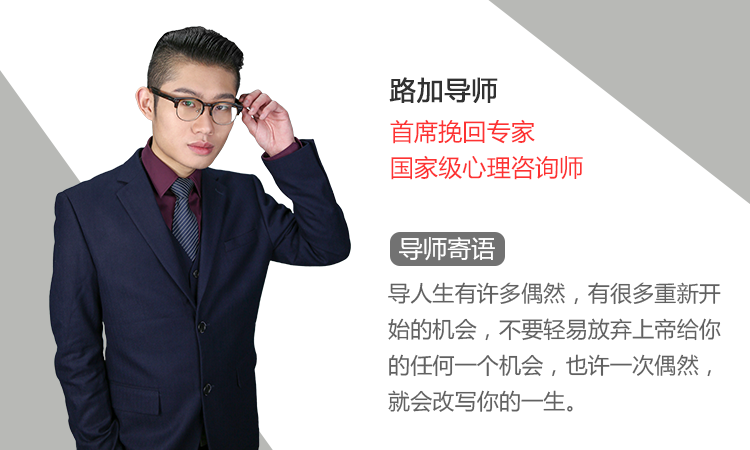 路加导师
首席挽回专家
国家级心理咨询师
导师寄语
导人生有许多偶然，有很多重新开
始的机会，不要轻易放弃上帝给你
的任何一个机会，也许一次偶然，
就会改写你的一生。